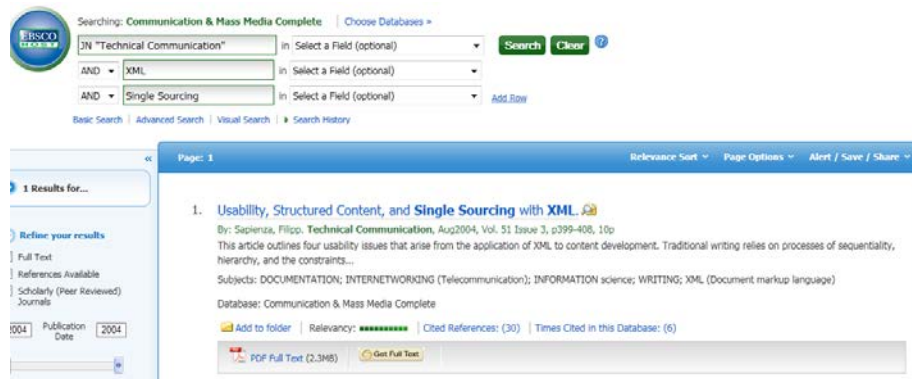 EBSCO
HOST
Searching: Communication & Mass Media Complete | Choose Databases »
JN "Technical Communication" in Select a Field (optional) Search Clear ?
AND XML in Select a Field (optional)
AND Single Sourcing in Select a Field (optional) Add Row
Basic Search | Advanced Search | Visual Search | Search History
« Page: 1 Relevance Sort Page Options Alert / Save / Share
1 Results for...
1. Usability, Structured Content, and Single Sourcing with XML.
By: Sapienza, Filipp. Technical Communication, Aug2004, Vol. 51 Issue 3, p399-408, 10p
Refine your results
This article outlines four usability issues that arise from the application of XML to content development. Traditional writing relies on processes of sequentiality,
hierarchy, and the constraints...
Full Text
References Available
Subjects: DOCUMENTATION; INTERNETWORKING (Telecommunication); INFORMATION science; WRITING; XML (Document markup language)
Scholarly (Peer Reviewed)
Journals
Database: Communication & Mass Media Complete
2004 Publication Date 2004
Add to folder | Relevancy: | Cited References: (30) | Times Cited in this Database: (6)
PDF Full Text (2.3MB) Get Full Text